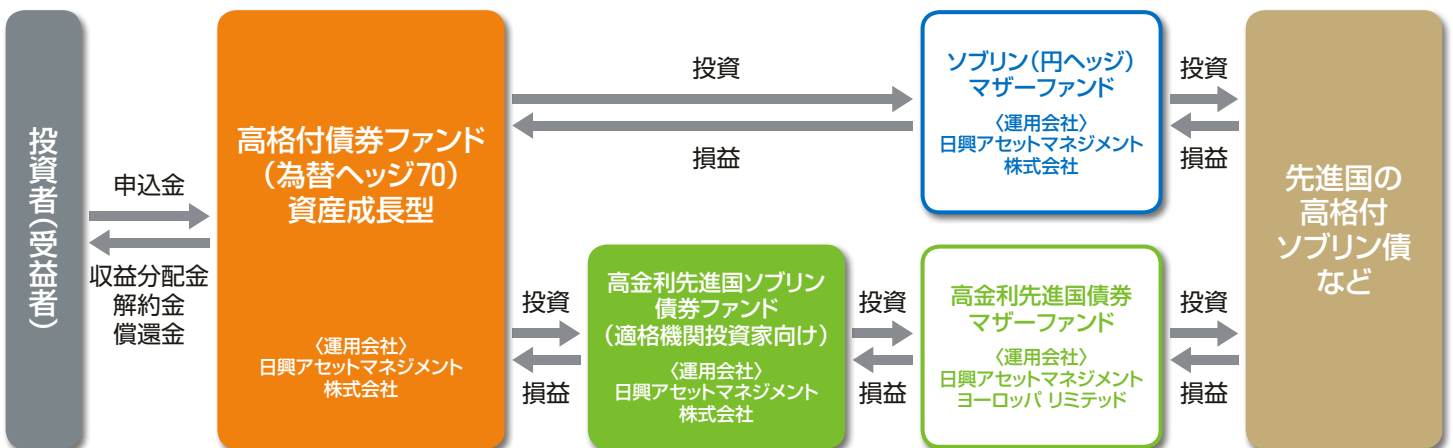 投資者(受益者)
申込金
収益分配金
解約金
償還金
高格付債券ファンド
(為替ヘッジ70)
資産成長型
〈運用会社〉
日興アセットマネジメント
株式会社
投資
損益
ソブリン(円ヘッジ)
マザーファンド
〈運用会社〉
日興アセットマネジメント
株式会社
投資
損益
投資
損益
高金利先進国ソブリン
債券ファンド
(適格機関投資家向け)
〈運用会社〉
日興アセットマネジメント
株式会社
投資
損益
高金利先進国債券
マザーファンド
〈運用会社〉
日興アセットマネジメント
ヨーロッパ リミテッド
投資
損益
先進国の
高格付
ソブリン債
など